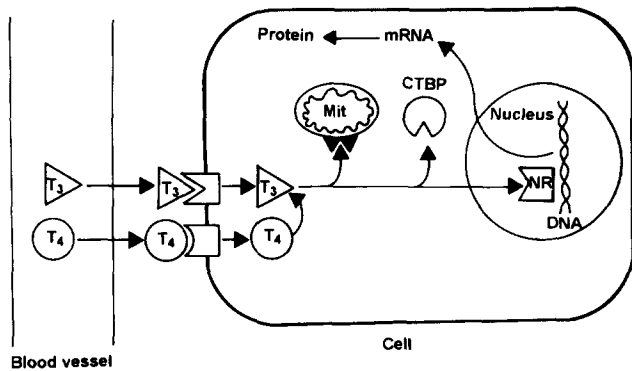 Protein mRNA
CTBP
Mit
Nucleus
T3 T3 T3
NR
T4 T4 T4
DNA
Cell
Blood vessel